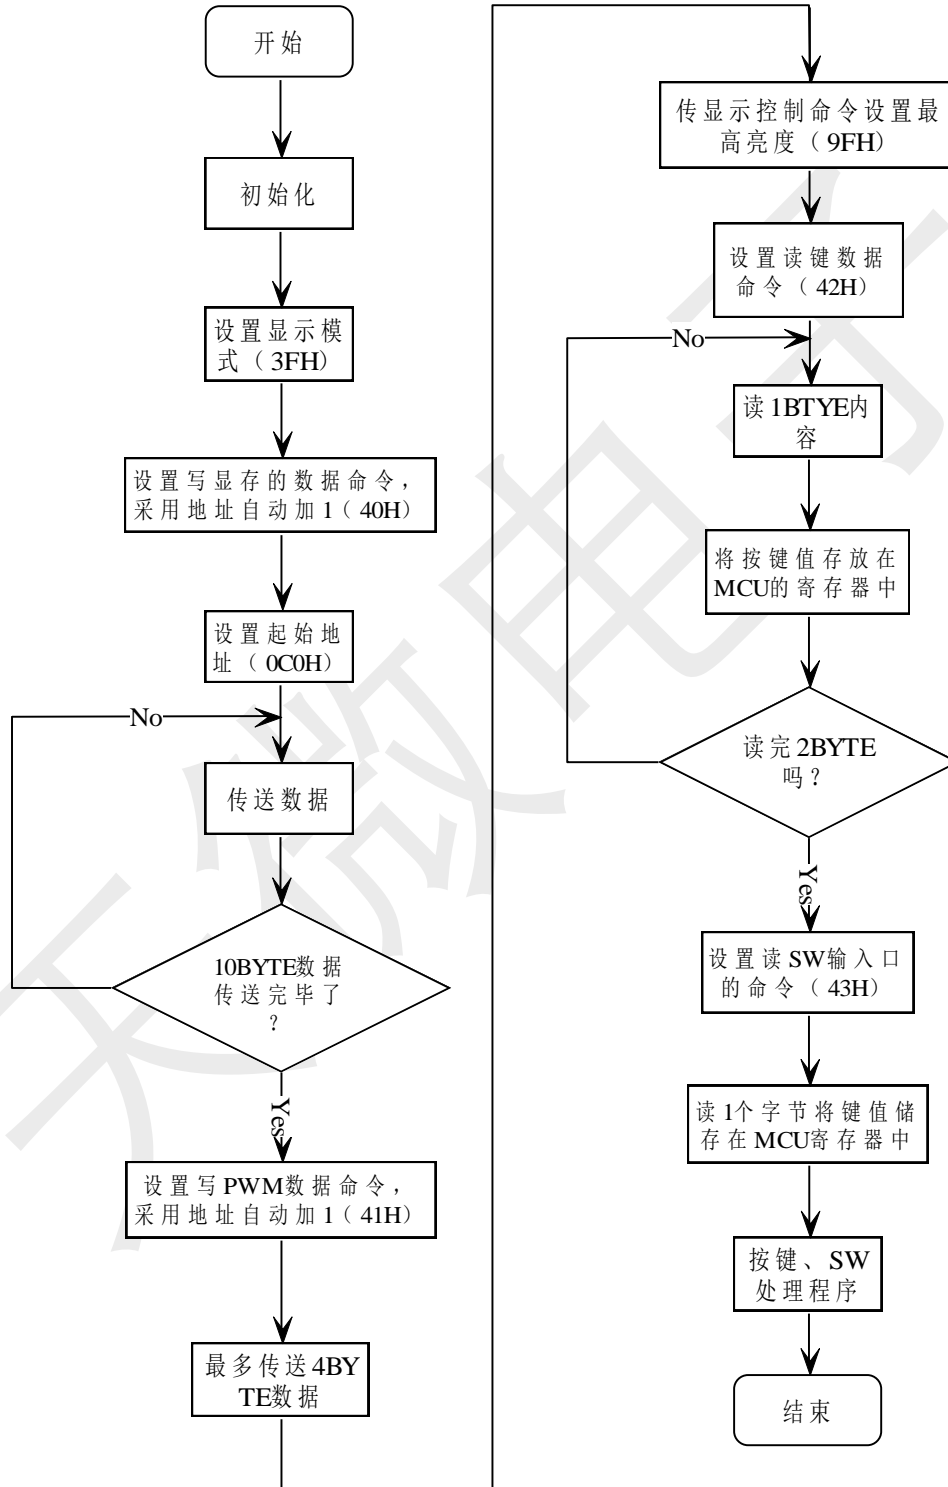 开始
初始化
设置显示模
式（3FH）
设置写显存的数据命令，
采用地址自动加1（40H）
设置起始地
址（0C0H）
No
传送数据
10BYTE数据
传送完毕了
？
Yes
设置写PWM数据命令，
采用地址自动加1（41H）
最多传送4BY
TE数据
传显示控制命令设置最
高亮度（9FH）
设置读键数据
命令（42H）
No
读1BTYE内
容
将按键值存放在
MCU的寄存器中
读完2BYTE
吗？
Yes
设置读SW输入口
的命令（43H）
读1个字节将键值储
存在MCU寄存器中
按键、SW
处理程序
结束
天微电子